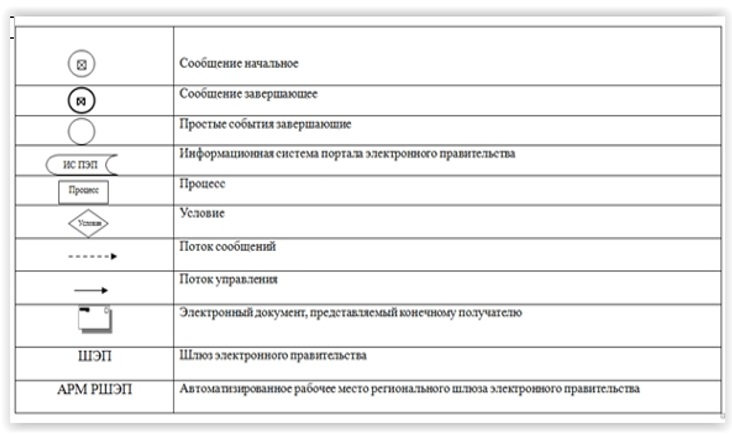 Сообщение начальное
Сообщение завершающее
Простые события завершающие
ИС ПЭП Информационная система портала электронного правительства
Процесс Процесс
Условие Условие
Поток сообщений
Поток управления
Электронный документ, представляемый конечному получателю
ШЭП Шлюз электронного правительства
АРМ РШЭП Автоматизированное рабочее место регионального шлюза электронного правительства